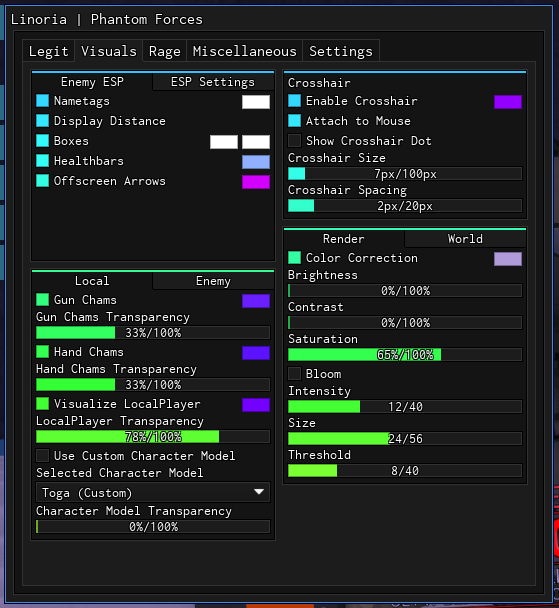 Linoria | Phantom Forces
Legit Visuals Rage Miscellaneous Settings
Enemy ESP ESP Settings
Nametags
Display Distance
Boxes
Healthbars
Offscreen Arrows
Crosshair
Enable Crosshair
Attach to Mouse
Show Crosshair Dot
Crosshair Size
7px/100px
Crosshair Spacing
2px/20px
Local Enemy
Gun Chams
Gun Chams Transparency
33%/100%
Hand Chams
Hand Chams Transparency
33%/100%
Visualize LocalPlayer
LocalPlayer Transparency
78%/100%
Use Custom Character Model
Selected Character Model
Toga (Custom)
Character Model Transparency
0%/100%
Render World
Color Correction
Brightness
0%/100%
Contrast
0%/100%
Saturation
65%/100%
Bloom
Intensity
12/40
Size
24/56
Threshold
8/40